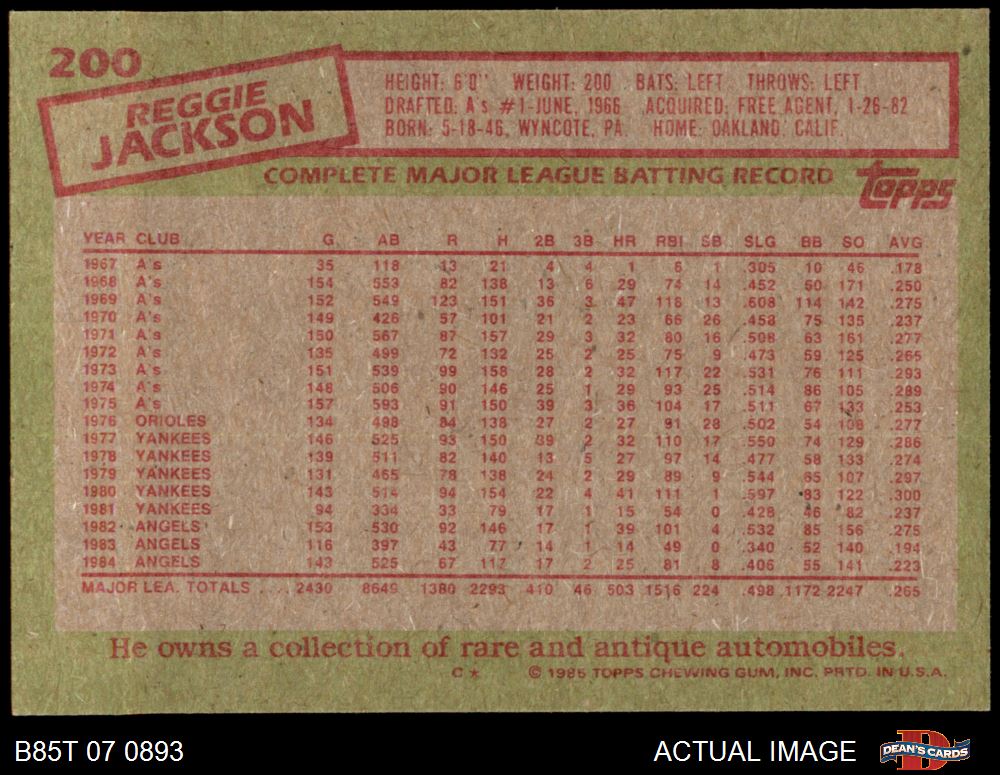 200
REGGIE
JACKSON
HEIGHT: 6'0" WEIGHT: 200 BATS: LEFT THROWS: LEFT
DRAFTED: A's #1-JUNE, 1966 ACQUIRED: FREE AGENT, 1-26-82
BORN: 5-18-46, WYNCOTE, PA. HOME: OAKLAND, CALIF.
COMPLETE MAJOR LEAGUE BATTING RECORD
topps
YEAR CLUB G AB R H 2B 3B HR RBI SB SLG BB SO AVG
1967 A's 35 118 13 21 4 4 1 6 1 .305 10 46 .178
1968 A's 154 553 82 138 13 6 29 74 14 .452 50 171 .250
1969 A's 152 549 123 151 36 3 47 118 13 .608 114 142 .275
1970 A's 149 426 57 101 21 2 23 66 26 .458 75 135 .237
1971 A's 150 567 87 157 29 3 32 80 16 .508 63 161 .277
1972 A's 135 499 72 132 25 2 25 75 9 .473 59 125 .265
1973 A's 151 539 99 158 28 2 32 117 22 .531 76 111 .293
1974 A's 148 506 90 146 25 1 29 93 25 .514 86 105 .289
1975 A's 157 593 91 150 39 3 36 104 17 .511 67 133 .253
1976 ORIOLES 134 498 84 138 27 2 27 91 28 .502 54 108 .277
1977 YANKEES 146 525 93 150 39 2 32 110 17 .550 74 129 .286
1978 YANKEES 139 511 82 140 13 5 27 97 14 .477 58 133 .274
1979 YANKEES 131 465 78 138 24 2 29 89 9 .544 65 107 .297
1980 YANKEES 143 514 94 154 22 4 41 111 1 .597 83 122 .300
1981 YANKEES 94 334 33 79 17 1 15 54 0 .428 46 82 .237
1982 ANGELS 153 530 92 146 17 1 39 101 4 .532 85 156 .275
1983 ANGELS 116 397 43 77 14 1 14 49 0 .340 52 140 .194
1984 ANGELS 143 525 67 117 17 2 25 81 8 .406 55 141 .223
MAJOR LEA. TOTALS .... 2430 8649 1380 2293 410 46 503 1516 224 .498 1172 2247 .265
He owns a collection of rare and antique automobiles.
C* © 1985 TOPPS CHEWING GUM, INC. PRTD. IN U.S.A.
B85T 07 0893 ACTUAL IMAGE DEAN'S CARDS